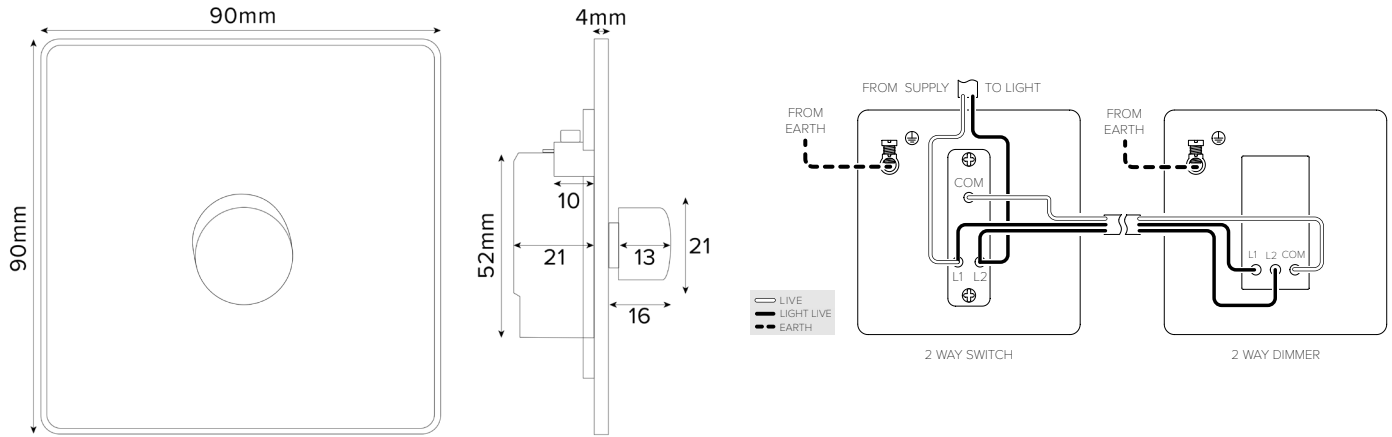 90mm
90mm
4mm
10
52mm
21
13
21
16
FROM SUPPLY
TO LIGHT
FROM
EARTH
COM
L1 L2
LIVE
LIGHT LIVE
EARTH
2 WAY SWITCH
FROM
EARTH
L1 L2 COM
2 WAY DIMMER